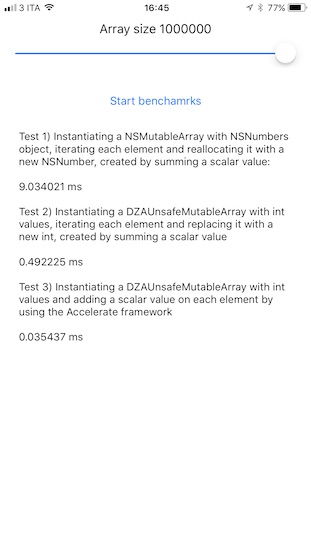 3 ITA 16:45 77%
Array size 1000000
Start benchamrks
Test 1) Instantiating a NSMutableArray with NSNumbers
object, iterating each element and reallocating it with a
new NSNumber, created by summing a scalar value:
9.034021 ms
Test 2) Instantiating a DZAUnsafeMutableArray with int
values, iterating each element and replacing it with a
new int, created by summing a scalar value
0.492225 ms
Test 3) Instantiating a DZAUnsafeMutableArray with int
values and adding a scalar value on each element by
using the Accelerate framework
0.035437 ms